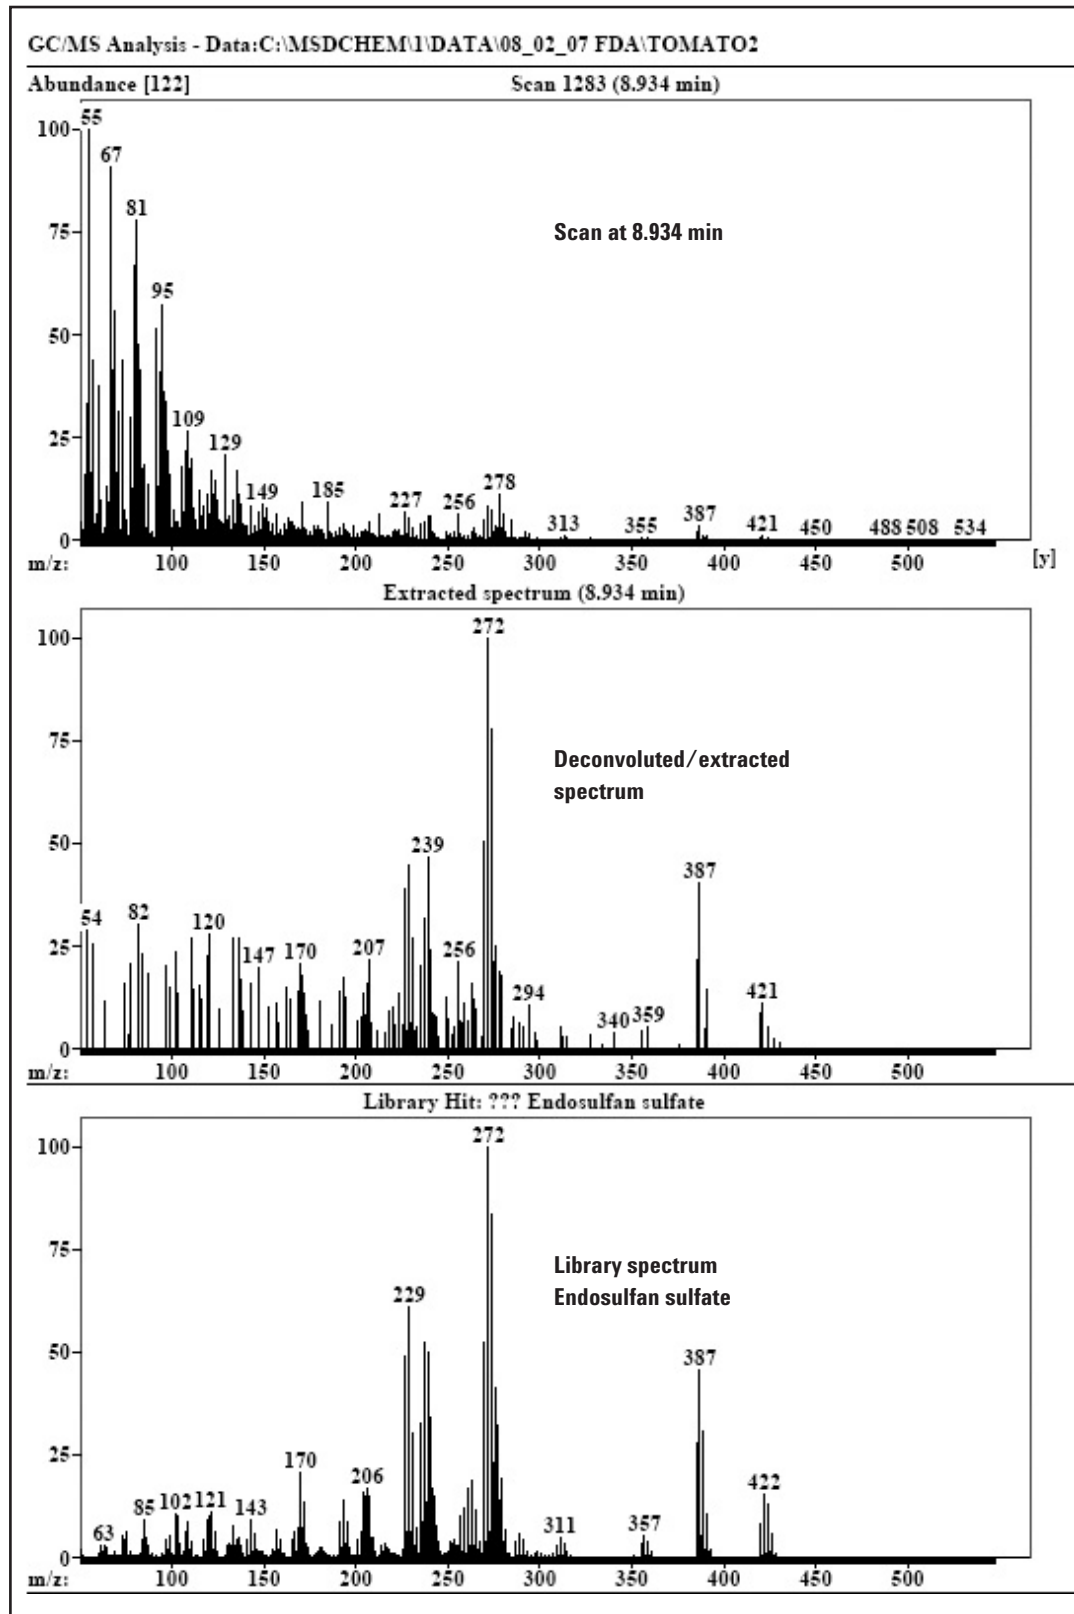 GC/MS Analysis - Data:C:\MSDCHEM\1\DATA\08_02_07 FDA\TOMATO2
Abundance [122] Scan 1283 (8.934 min)
55
100
67
81
75
Scan at 8.934 min
95
50
109
25
129
149 185 227 256 278 313 355 387 421 450 488 508 534
0
m/z: 100 150 200 250 300 350 400 450 500 [y]
Extracted spectrum (8.934 min)
272
100
75
Deconvoluted/extracted
spectrum
50
239
387
54 82 120
25
147 170 207 256 294 340 359 421
0
m/z: 100 150 200 250 300 350 400 450 500
Library Hit: ??? Endosulfan sulfate
272
100
75
Library spectrum
Endosulfan sulfate
229
50
387
25
170
206 422
63 85 102 121 143 311 357
0
m/z: 100 150 200 250 300 350 400 450 500